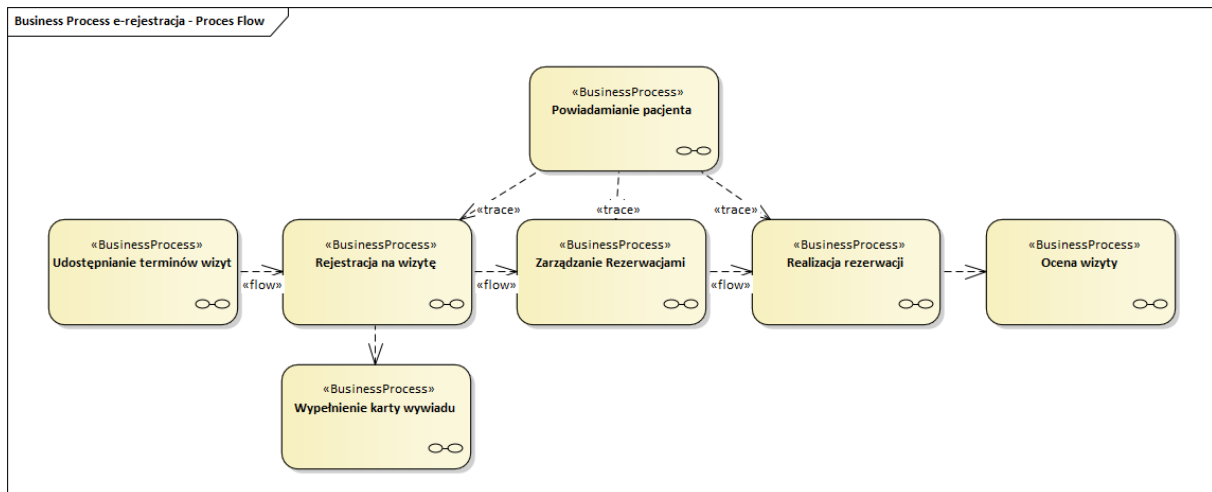 Business Process e-rejestracja - Proces Flow
«BusinessProcess»
Powiadamianie pacjenta
«trace»
«trace»
«trace»
«BusinessProcess»
Udostępnianie terminów wizyt
«flow»
«BusinessProcess»
Rejestracja na wizytę
«flow»
«BusinessProcess»
Zarządzanie Rezerwacjami
«flow»
«BusinessProcess»
Realizacja rezerwacji
«BusinessProcess»
Ocena wizyty
«BusinessProcess»
Wypełnienie karty wywiadu